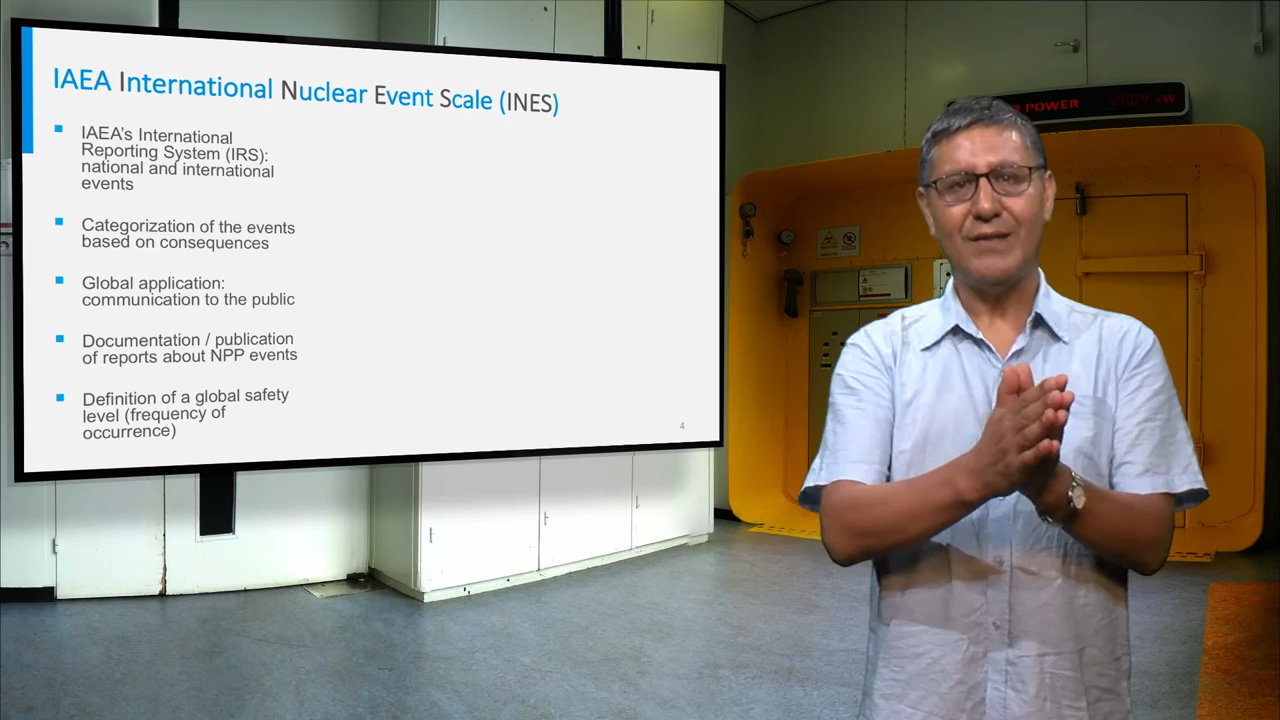 IAEA International Nuclear Event Scale (INES)
IAEA's International
Reporting System (IRS):
national and international
events
Categorization of the events
based on consequences
Global application:
communication to the public
Documentation / publication
of reports about NPP events
Definition of a global safety
level (frequency of
occurrence)
4
POWER
kW